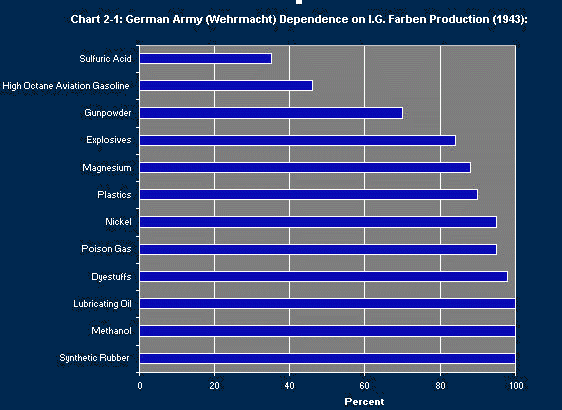 Chart 2-1: German Army (Wehrmacht) Dependence on I.G. Farben Production (1943):
Sulfuric Acid
High Octane Aviation Gasoline
Gunpowder
Explosives
Magnesium
Plastics
Nickel
Poison Gas
Dyestuffs
Lubricating Oil
Methanol
Synthetic Rubber
0 20 40 60 80 100
Percent